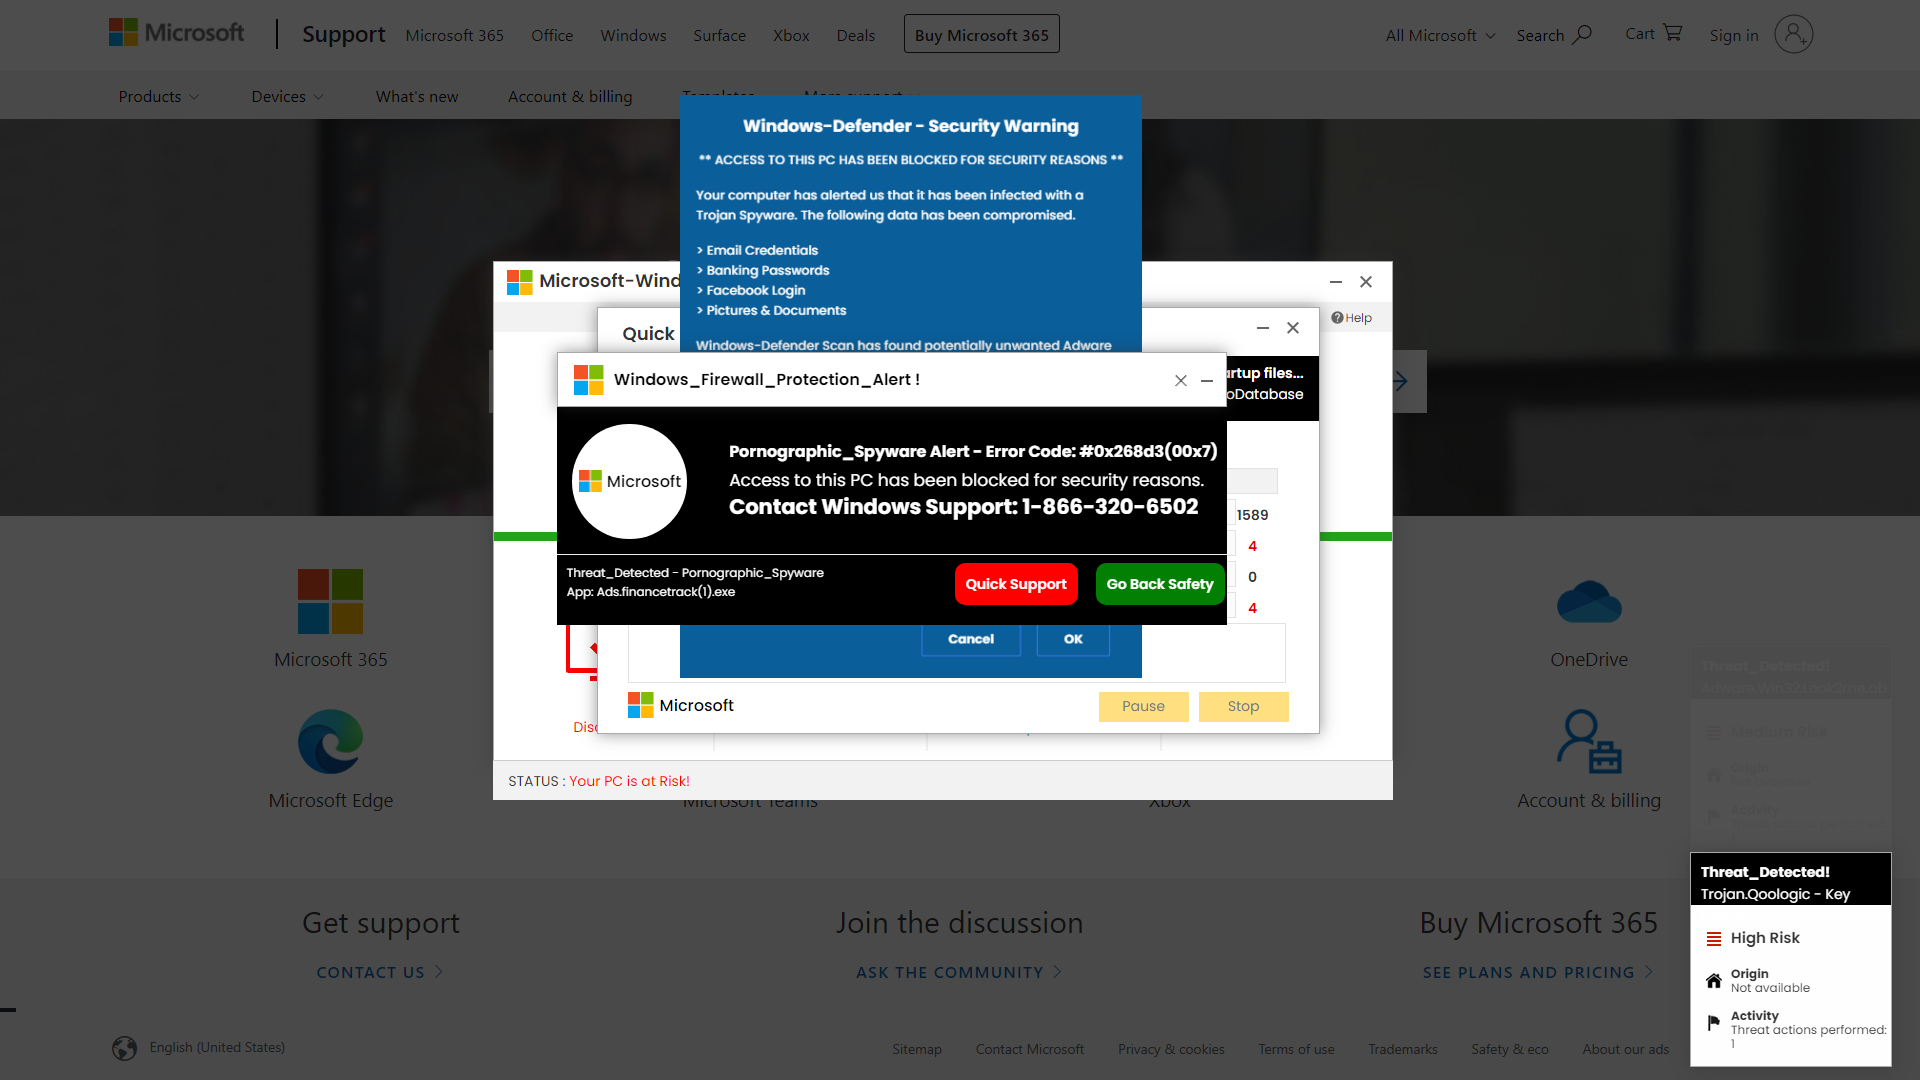 Microsoft
Support
Microsoft 365
Office
Windows
Surface
Xbox
Deals
Buy Microsoft 365
All Microsoft
Search
Cart
Sign in
Products
Devices
What's new
Account & billing
Windows-Defender - Security Warning
** ACCESS TO THIS PC HAS BEEN BLOCKED FOR SECURITY REASONS **
Your computer has alerted us that it has been infected with a
Trojan Spyware. The following data has been compromised.
> Email Credentials
> Banking Passwords
> Facebook Login
> Pictures & Documents
Windows-Defender Scan has found potentially unwanted Adware
Microsoft-Wind
Help
Quick
rtup files...
oDatabase
Windows_Firewall_Protection_Alert !
Microsoft
Pornographic_Spyware Alert - Error Code: #0x268d3(00x7)
Access to this PC has been blocked for security reasons.
Contact Windows Support: 1-866-320-6502
1589
4
0
4
Threat_Detected - Pornographic_Spyware
App: Ads.financetrack(1).exe
Quick Support
Go Back Safety
Cancel
OK
Microsoft
Pause
Stop
Disc
STATUS : Your PC is at Risk!
Microsoft 365
OneDrive
Microsoft Edge
Microsoft Teams
Xbox
Account & billing
Threat_Detected!
Medium Risk
Origin
Activity
Threat_Detected!
Trojan.Qoologic - Key
High Risk
Origin
Not available
Activity
Threat actions performed:
1
Get support
CONTACT US
Join the discussion
ASK THE COMMUNITY
Buy Microsoft 365
SEE PLANS AND PRICING
English (United States)
Sitemap
Contact Microsoft
Privacy & cookies
Terms of use
Trademarks
Safety & eco
About our ads